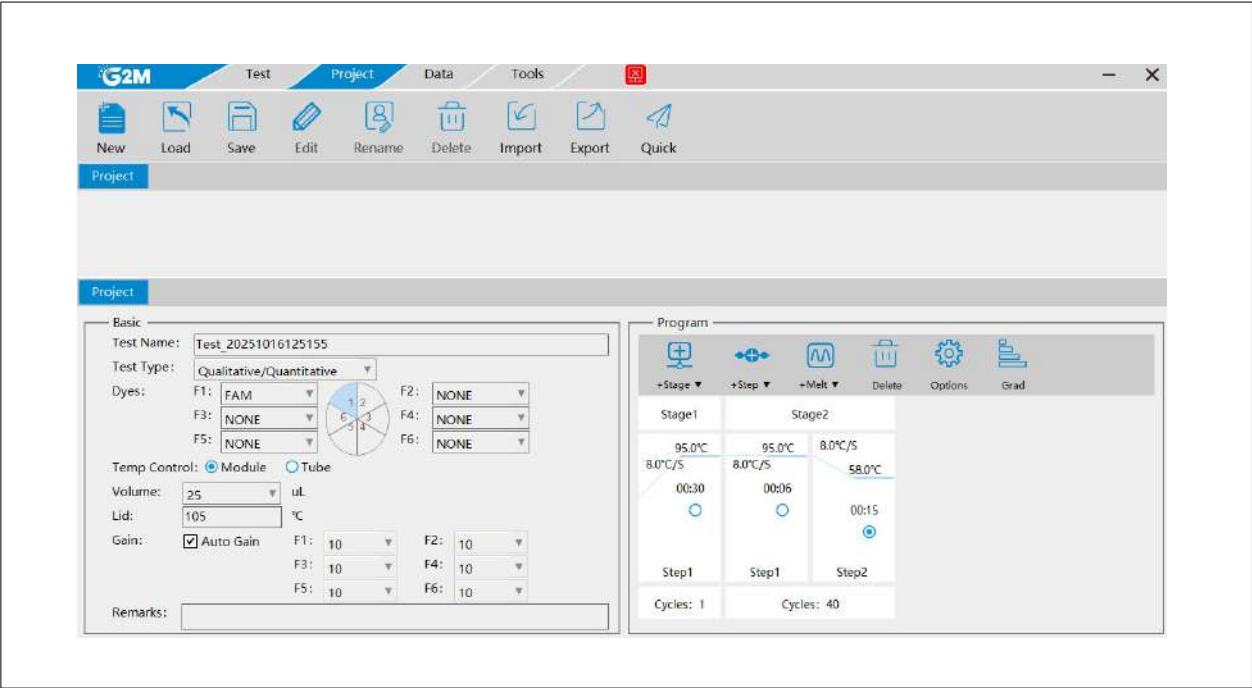 G2M Test Project Data Tools
New Load Save Edit Rename Delete Import Export Quick
Project
Project
Basic
Test Name: Test_20251016125155
Test Type: Qualitative/Quantitative
Dyes: F1: FAM F2: NONE
F3: NONE F4: NONE
F5: NONE F6: NONE
1 2 3 4 5 6
Temp Control: Module Tube
Volume: 25 uL
Lid: 105 ℃
Gain: Auto Gain F1: 10 F2: 10
F3: 10 F4: 10
F5: 10 F6: 10
Remarks:
Program
+Stage ▼ +Step ▼ +Melt ▼ Delete Options Grad
Stage1 Stage2
95.0℃ 95.0℃ 8.0℃/S
8.0℃/S 8.0℃/S 58.0℃
00:30 00:06 00:15
Step1 Step1 Step2
Cycles: 1 Cycles: 40